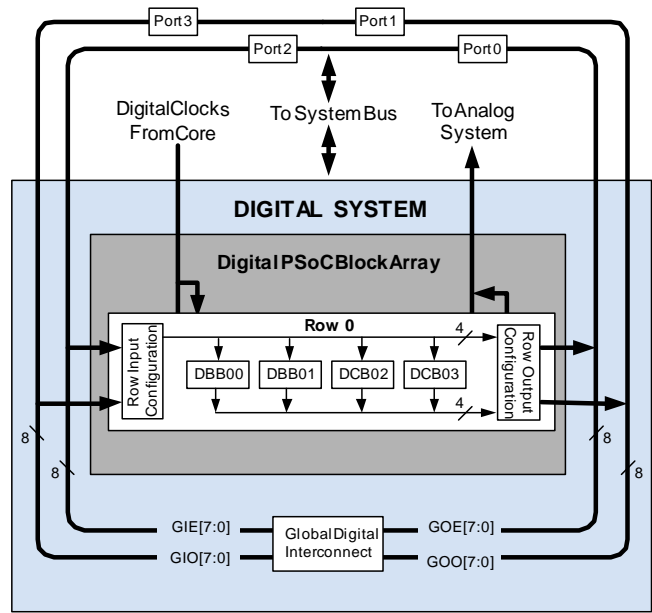 Port3
Port1
Port2
Port0
DigitalClocks
FromCore
To SystemBus
ToAnalog
System
DIGITAL SYSTEM
DigitalPSoCBlockArray
Row 0
Row Input
Configuration
4
DBB00
DBB01
DCB02
DCB03
4
Row Output
Configuration
8
8
8
8
GIE[7:0]
GlobalDigital
Interconnect
GOE[7:0]
GIO[7:0]
GOO[7:0]